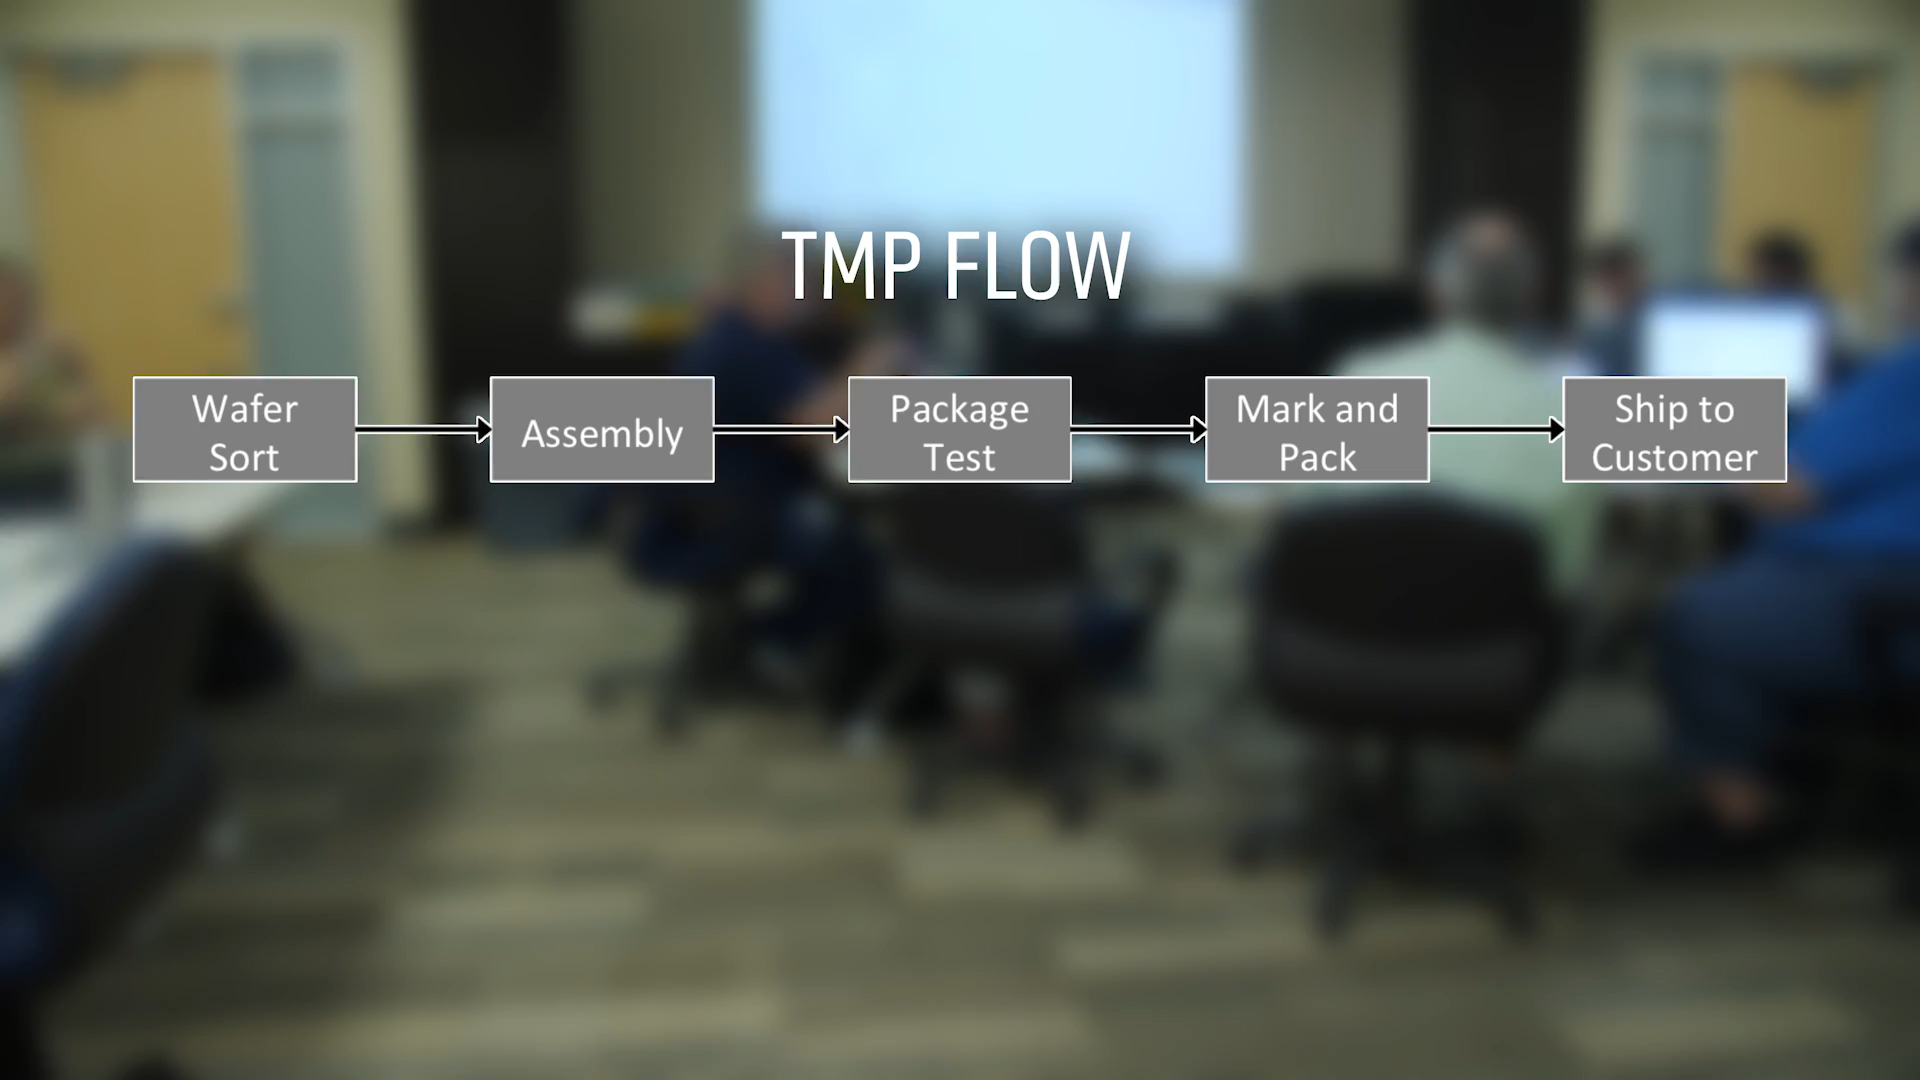 TMP FLOW
Wafer
Sort
Assembly
Package
Test
Mark and
Pack
Ship to
Customer